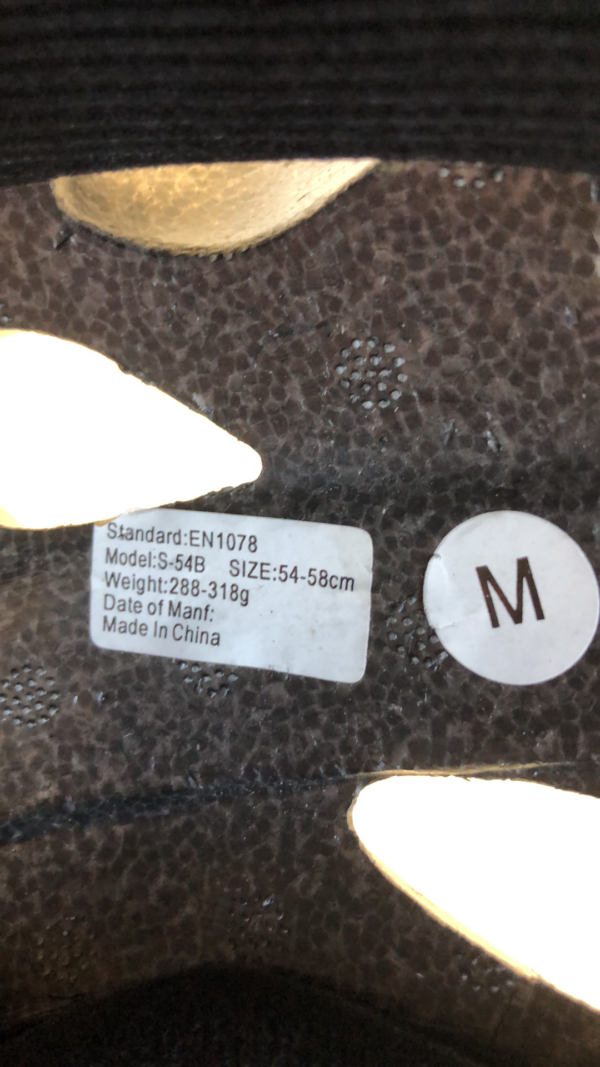 Standard:EN1078
Model:S-54B SIZE:54-58cm
Weight:288-318g
Date of Manf:
Made In China
M